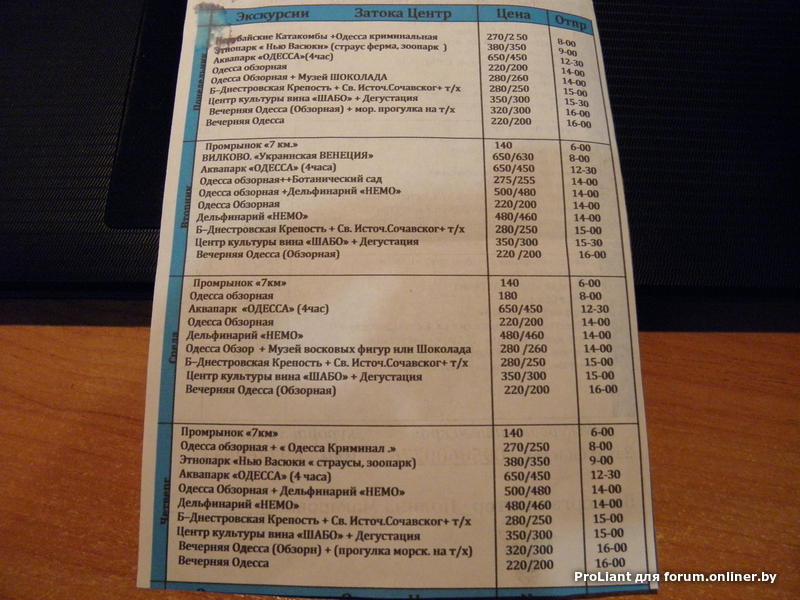 Экскурсии Затока Центр Цена Отпр
Понедельник
Катакомбы +Одесса криминальная 270/250 8-00
Этнопарк « Нью Васюки» (страус ферма, зоопарк ) 380/350 9-00
Аквапарк «ОДЕССА»(4час) 650/450 12-30
Одесса обзорная 220/200 14-00
Одесса Обзорная + Музей ШОКОЛАДА 280/260 14-00
Б–Днестровская Крепость + Св. Источ.Сочавског+ т/х 280/250 15-00
Центр культуры вина «ШАБО» + Дегустация 350/300 15-30
Вечерняя Одесса (Обзорная) + мор. прогулка на т/х 320/300 16-00
Вечерняя Одесса 220/200 16-00
Вторник
Промрынок «7 км.» 140 6-00
ВИЛКОВО. «Украинская ВЕНЕЦИЯ» 650/630 8-00
Аквапарк «ОДЕССА» (4часа) 650/450 12-30
Одесса обзорная++Ботанический сад 275/255 14-00
Одесса обзорная +Дельфинарий «НЕМО» 500/480 14-00
Одесса Обзорная 220/200 14-00
Дельфинарий «НЕМО» 480/460 14-00
Б–Днестровская Крепость + Св. Источ.Сочавског+ т/х 280/250 15-00
Центр культуры вина «ШАБО» + Дегустация 350/300 15-30
Вечерняя Одесса (Обзорная) 220 /200 16-00
Среда
Промрынок «7км» 140 6-00
Одесса обзорная 180 8-00
Аквапарк «ОДЕССА» (4час) 650/450 12-30
Одесса Обзорная 220/200 14-00
Дельфинарий «НЕМО» 480/460 14-00
Одесса Обзор + Музей восковых фигур или Шоколада 280 /260 14-00
Б–Днестровская Крепость + Св. Источ.Сочавског+ т/х 280/250 15-00
Центр культуры вина «ШАБО» + Дегустация 350/300 15-00
Вечерняя Одесса (Обзорная) 220/200 16-00
Четверг
Промрынок «7км» 140 6-00
Одесса обзорная + « Одесса Криминал .» 270/250 8-00
Этнопарк «Нью Васюки « страусы, зоопарк) 380/350 9-00
Аквапарк «ОДЕССА» (4 часа) 650/450 12-30
Одесса Обзорная + Дельфинарий «НЕМО» 500/480 14-00
Дельфинарий «НЕМО» 480/460 14-00
Б–Днестровская Крепость + Св. Источ.Сочавског+ т/х 280/250 15-00
Центр культуры вина «ШАБО» + Дегустация 350/300 15-00
Вечерняя Одесса (Обзорн) + (прогулка морск. на т/х) 320/300 16-00
Вечерняя Одесса 220/200 16-00
ProLiant для forum.onliner.by